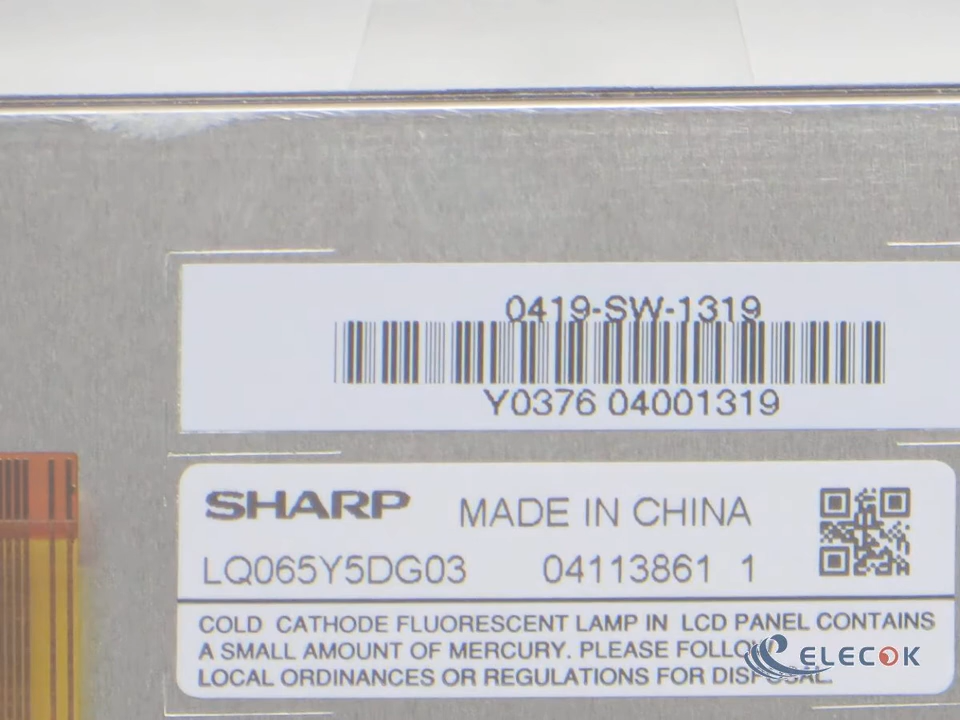 0419-SW-1319
Y0376 04001319
SHARP MADE IN CHINA
LQ065Y5DG03 04113861 1
COLD CATHODE FLUORESCENT LAMP IN LCD PANEL CONTAINS
A SMALL AMOUNT OF MERCURY. PLEASE FOLLOW
LOCAL ORDINANCES OR REGULATIONS FOR DISPOSAL.
ELECOK